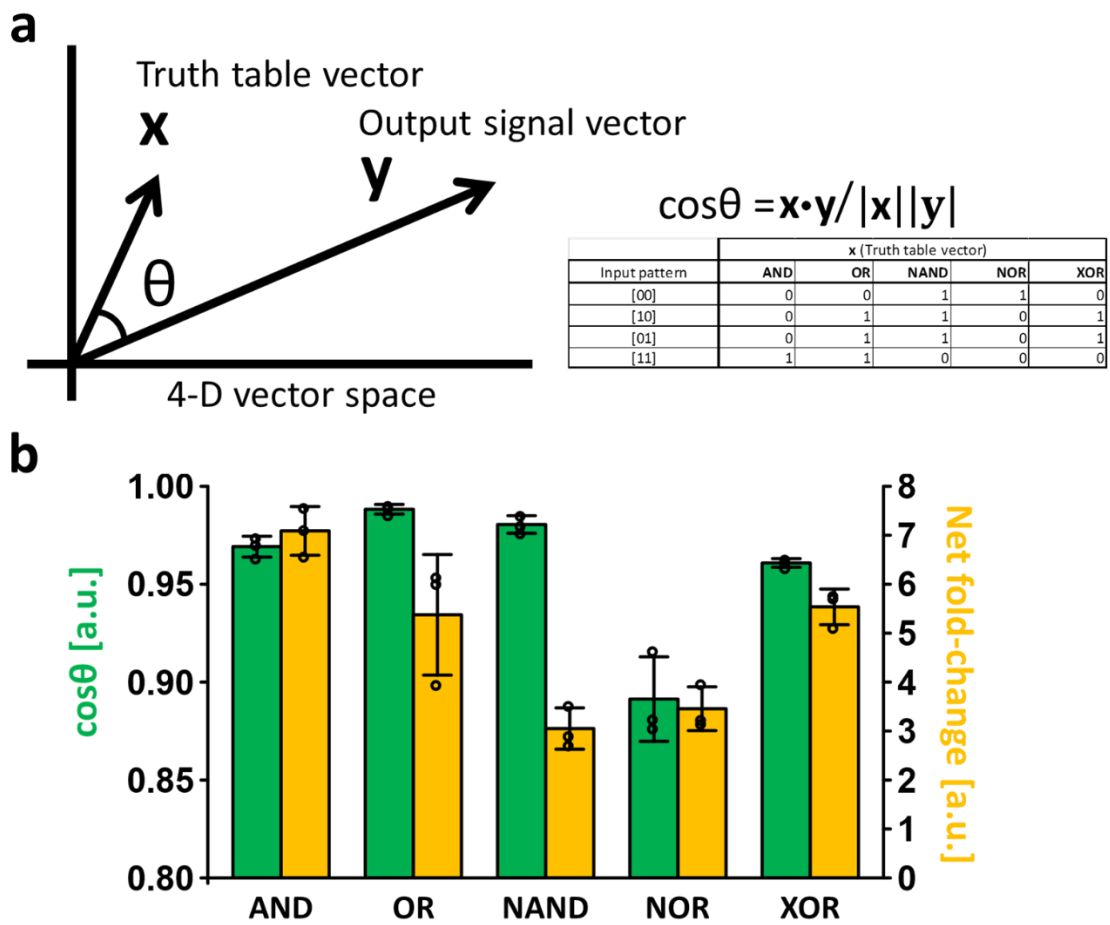 a
Truth table vector
x
Output signal vector
y
θ
4-D vector space
cosθ =x•y/|x||y|
x (Truth table vector)
Input pattern AND OR NAND NOR XOR
[00] 0 0 1 1 0
[10] 0 1 1 0 1
[01] 0 1 1 0 1
[11] 1 1 0 0 0
b
cosθ [a.u.]
1.00
0.95
0.90
0.85
0.80
8
7
6
5
4
3
2
1
0
Net fold-change [a.u.]
AND OR NAND NOR XOR